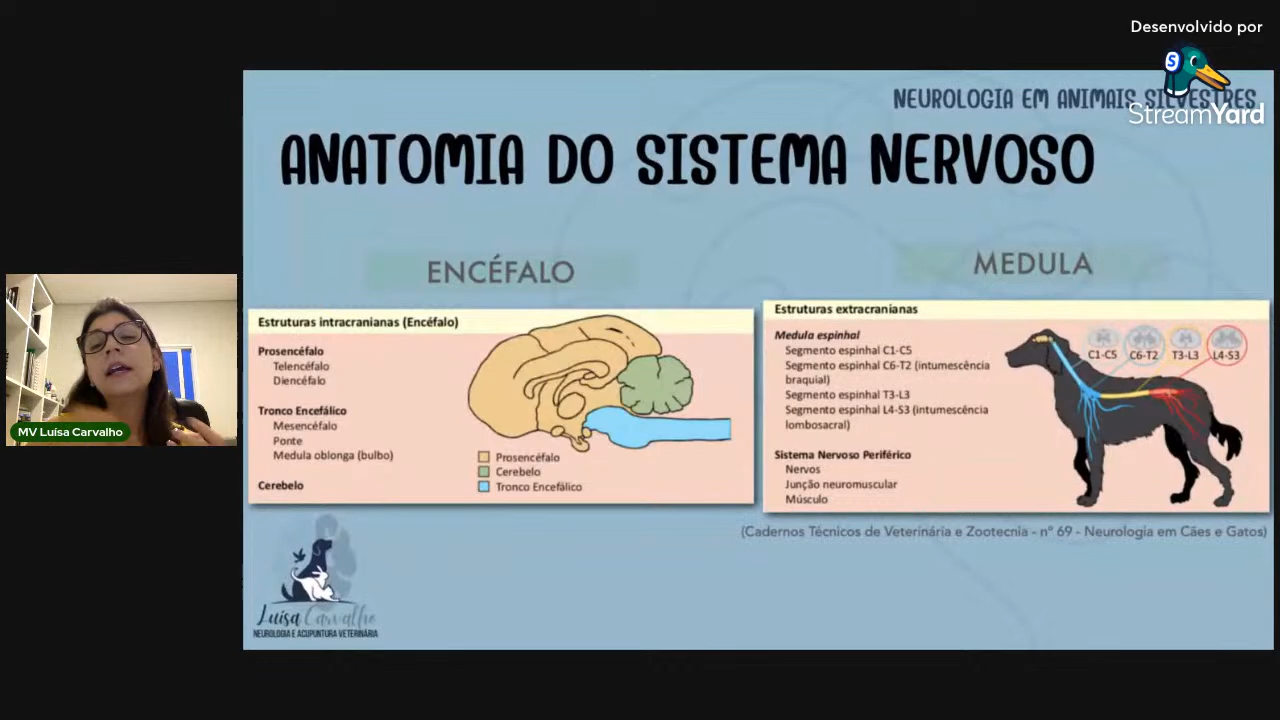 Desenvolvido por
StreamYard
NEUROLOGIA EM ANIMAIS SILVESTRES
ANATOMIA DO SISTEMA NERVOSO
ENCÉFALO
Estruturas intracranianas (Encéfalo)
Prosencéfalo
Telencéfalo
Diencéfalo
Tronco Encefálico
Mesencéfalo
Ponte
Medula oblonga (bulbo)
Cerebelo
Prosencéfalo
Cerebelo
Tronco Encefálico
MEDULA
Estruturas extracranianas
Medula espinhal
Segmento espinhal C1-C5
Segmento espinhal C6-T2 (intumescência
braquial)
Segmento espinhal T3-L3
Segmento espinhal L4-S3 (intumescência
lombosacral)
Sistema Nervoso Periférico
Nervos
Junção neuromuscular
Músculo
C1-C5 C6-T2 T3-L3 L4-S3
(Cadernos Técnicos de Veterinária e Zootecnia - nº 69 - Neurologia em Cães e Gatos)
MV Luísa Carvalho
Luísa Carvalho
NEUROLOGIA E ACUPUNTURA VETERINÁRIA